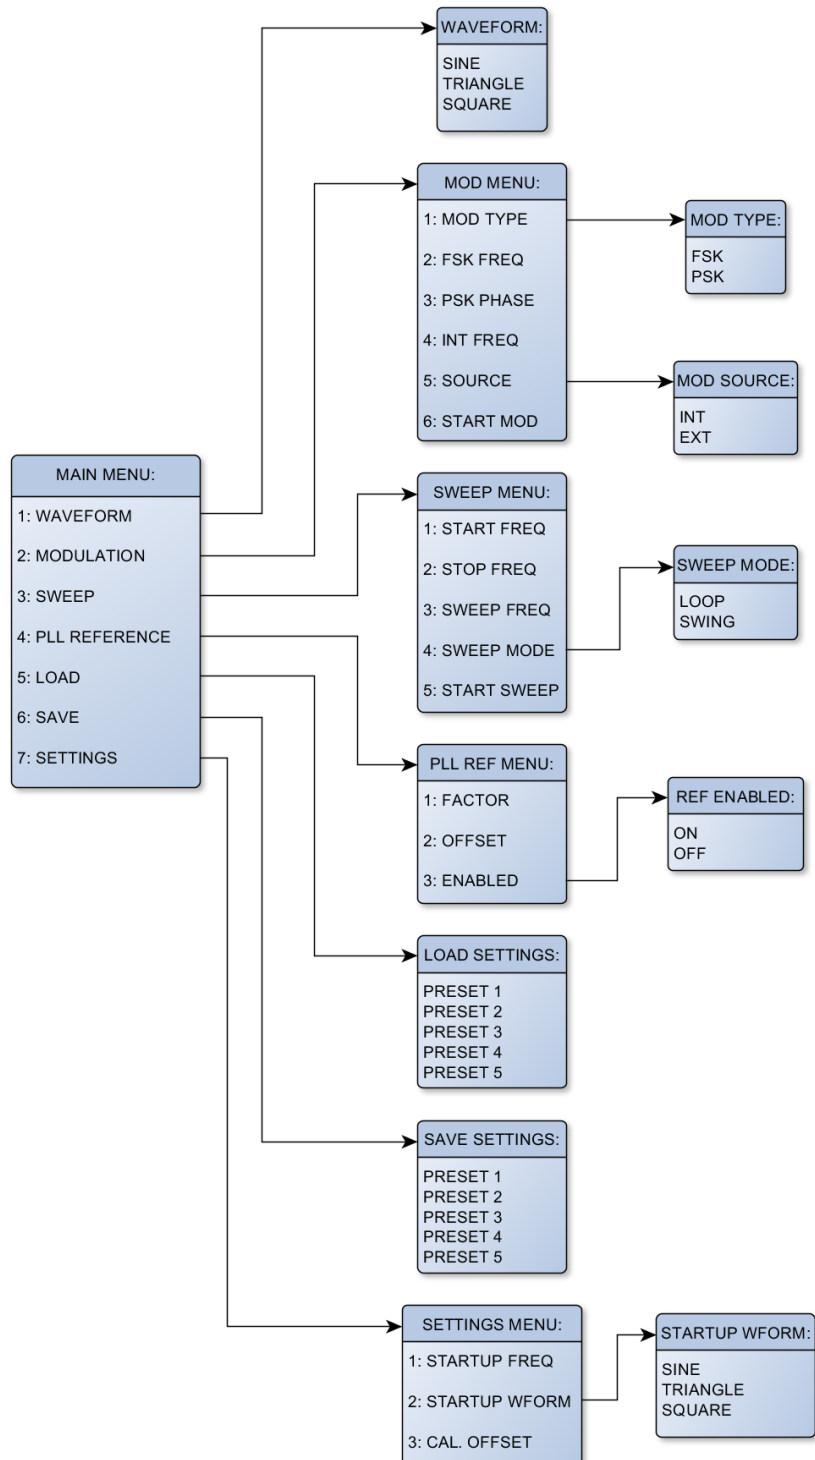 WAVEFORM:
SINE
TRIANGLE
SQUARE
MOD MENU:
1: MOD TYPE
2: FSK FREQ
3: PSK PHASE
4: INT FREQ
5: SOURCE
6: START MOD
MOD TYPE:
FSK
PSK
MOD SOURCE:
INT
EXT
MAIN MENU:
1: WAVEFORM
2: MODULATION
3: SWEEP
4: PLL REFERENCE
5: LOAD
6: SAVE
7: SETTINGS
SWEEP MENU:
1: START FREQ
2: STOP FREQ
3: SWEEP FREQ
4: SWEEP MODE
5: START SWEEP
SWEEP MODE:
LOOP
SWING
PLL REF MENU:
1: FACTOR
2: OFFSET
3: ENABLED
REF ENABLED:
ON
OFF
LOAD SETTINGS:
PRESET 1
PRESET 2
PRESET 3
PRESET 4
PRESET 5
SAVE SETTINGS:
PRESET 1
PRESET 2
PRESET 3
PRESET 4
PRESET 5
SETTINGS MENU:
1: STARTUP FREQ
2: STARTUP WFORM
3: CAL. OFFSET
STARTUP WFORM:
SINE
TRIANGLE
SQUARE